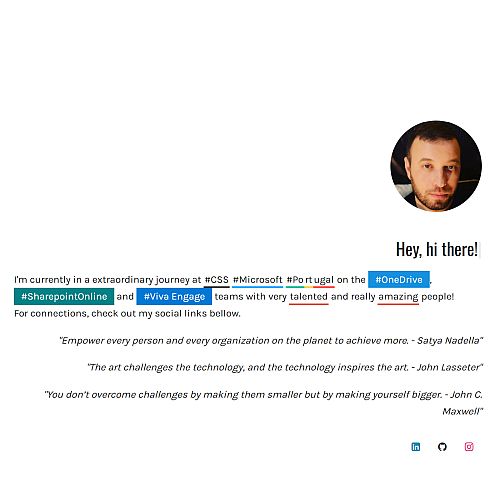 Hey, hi there!
I'm currently in a extraordinary journey at #CSS #Microsoft #Portugal on the #OneDrive,
#SharepointOnline and #Viva Engage teams with very talented and really amazing people!
For connections, check out my social links bellow.
"Empower every person and every organization on the planet to achieve more. - Satya Nadella"
"The art challenges the technology, and the technology inspires the art. - John Lasseter"
"You don't overcome challenges by making them smaller but by making yourself bigger. - John C.
Maxwell"